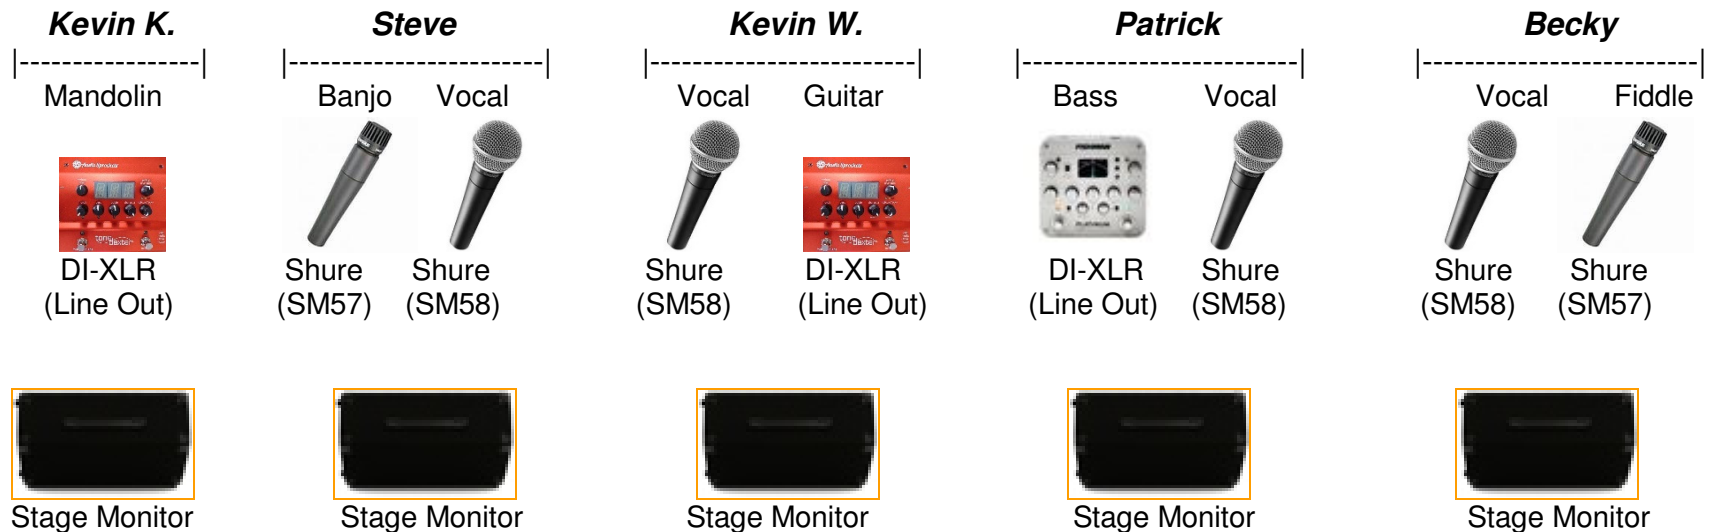 Kevin K. Steve Kevin W. Patrick Becky
|-----------------| |------------------------| |-------------------------| |--------------------------| |--------------------------|
Mandolin Banjo Vocal Vocal Guitar Bass Vocal Vocal Fiddle
DI-XLR Shure Shure Shure DI-XLR DI-XLR Shure Shure Shure
(Line Out) (SM57) (SM58) (SM58) (Line Out) (Line Out) (SM58) (SM58) (SM57)
Stage Monitor Stage Monitor Stage Monitor Stage Monitor Stage Monitor